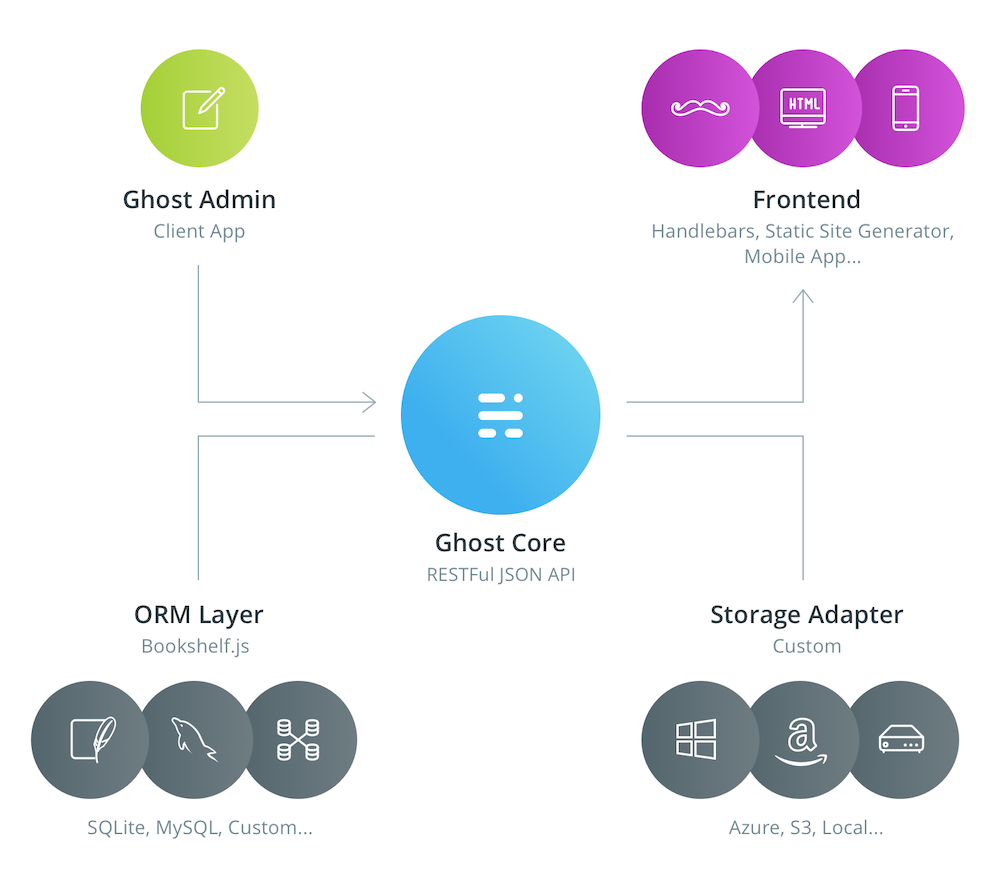 Ghost Admin
Client App
HTML
Frontend
Handlebars, Static Site Generator,
Mobile App...
Ghost Core
RESTFul JSON API
ORM Layer
Bookshelf.js
SQLite, MySQL, Custom...
Storage Adapter
Custom
a
Azure, S3, Local...